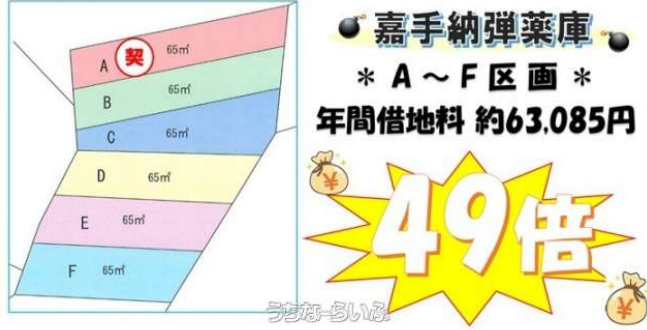 嘉手納弾薬庫
＊A～F区画＊
年間借地料 約63,085円
49倍
A 契 65㎡
B 65㎡
C 65㎡
D 65㎡
E 65㎡
F 65㎡
¥
¥
うちなーらいふ